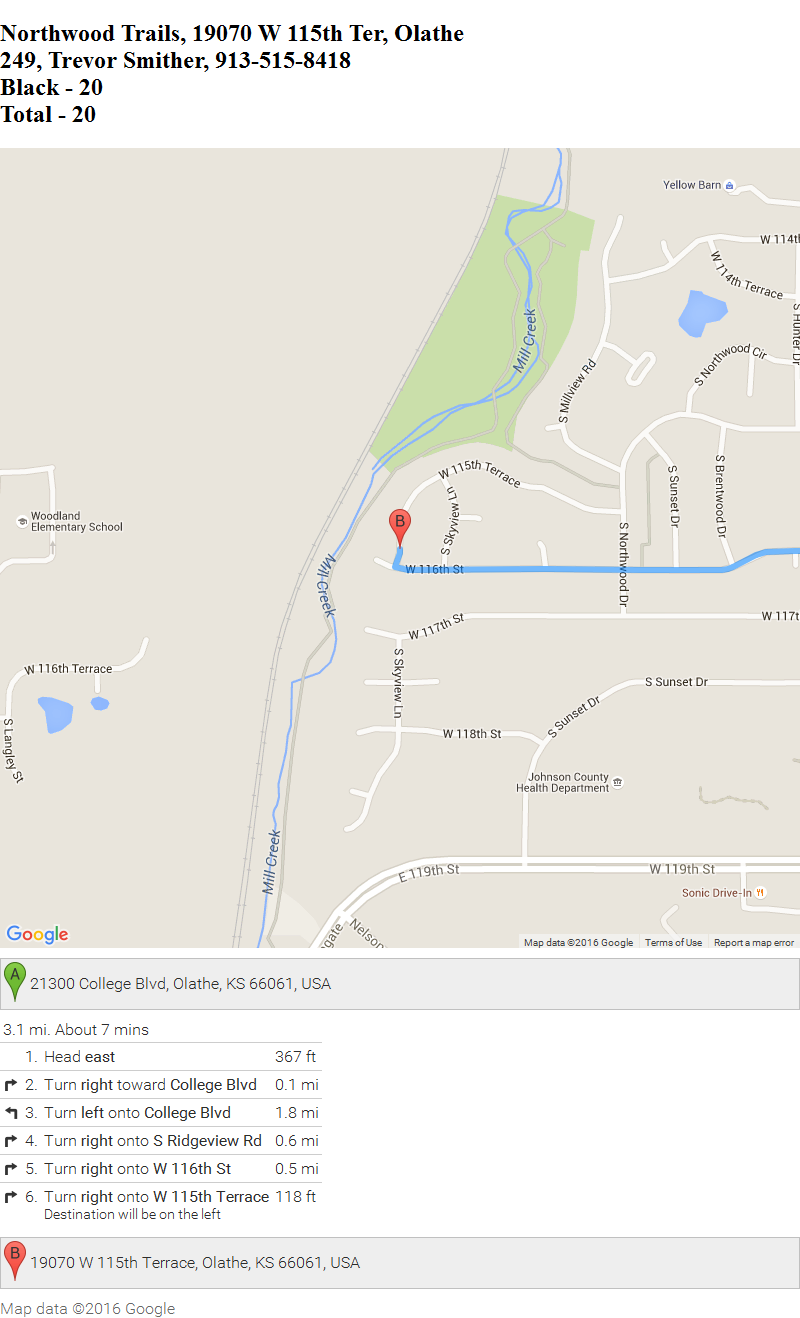 Northwood Trails, 19070 W 115th Ter, Olathe
249, Trevor Smither, 913-515-8418
Black - 20
Total - 20
Yellow Barn
W 114th
W 114th Terrace
S Hunter Dr
Mill Creek
S Northwood Cir
S Millview Rd
W 115th Terrace
S Skyview Ln
S Sunset Dr
S Brentwood Dr
Woodland
Elementary School
B
S Northwood Dr
W 116th St
Mill Creek
W 117th St
W 117t
S Skyview Ln
W 116th Terrace
S Langley St
S Sunset Dr
S Sunset Dr
W 118th St
Johnson County
Health Department
Mill Creek
E 119th St
W 119th St
Sonic Drive-In
gate
Nelson
Google
Map data ©2016 Google Terms of Use Report a map error
A 21300 College Blvd, Olathe, KS 66061, USA
3.1 mi. About 7 mins
1. Head east 367 ft
2. Turn right toward College Blvd 0.1 mi
3. Turn left onto College Blvd 1.8 mi
4. Turn right onto S Ridgeview Rd 0.6 mi
5. Turn right onto W 116th St 0.5 mi
6. Turn right onto W 115th Terrace 118 ft
Destination will be on the left
B 19070 W 115th Terrace, Olathe, KS 66061, USA
Map data ©2016 Google